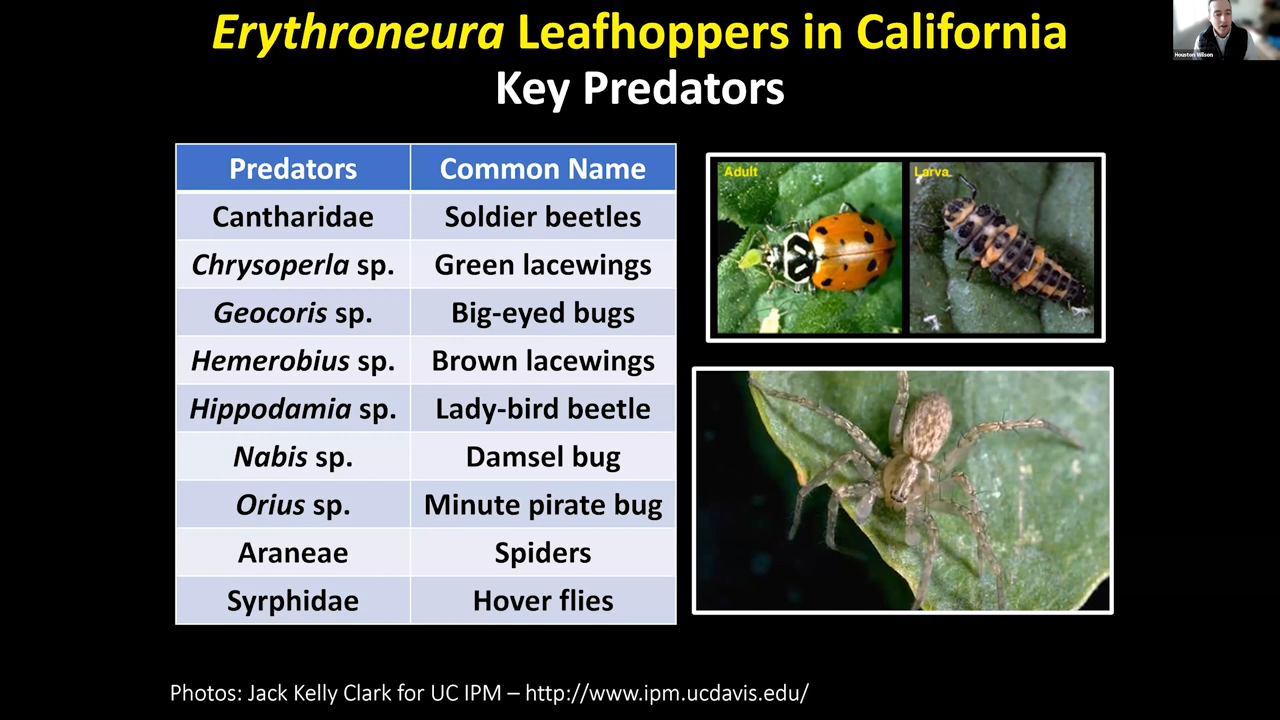 Erythroneura Leafhoppers in California
Key Predators
Houston Wilson
Predators Common Name
Cantharidae Soldier beetles
Chrysoperla sp. Green lacewings
Geocoris sp. Big-eyed bugs
Hemerobius sp. Brown lacewings
Hippodamia sp. Lady-bird beetle
Nabis sp. Damsel bug
Orius sp. Minute pirate bug
Araneae Spiders
Syrphidae Hover flies
Adult
Larva
Photos: Jack Kelly Clark for UC IPM – http://www.ipm.ucdavis.edu/